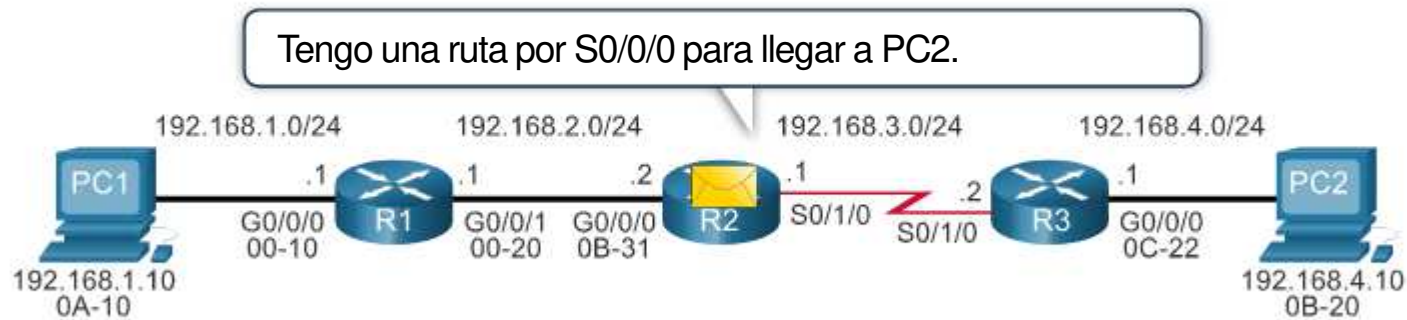 Tengo una ruta por S0/0/0 para llegar a PC2.
192.168.1.0/24 192.168.2.0/24 192.168.3.0/24 192.168.4.0/24
PC1 .1 R1 .1 .2 R2 .1 .2 R3 .1 PC2
G0/0/0 G0/0/1 G0/0/0 S0/1/0 S0/1/0 G0/0/0
00-10 00-20 0B-31 0C-22
192.168.1.10 192.168.4.10
0A-10 0B-20